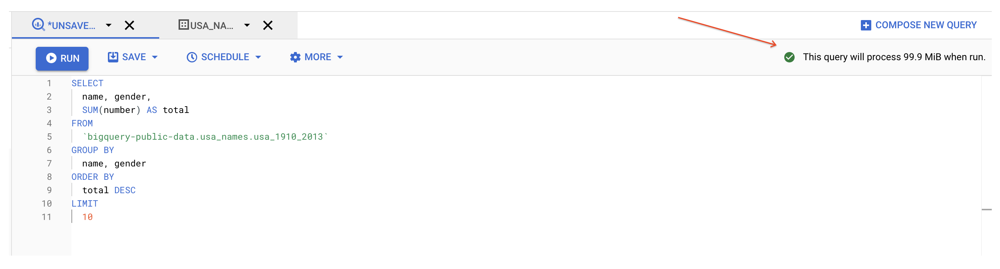 *UNSAVE... USA_NA... COMPOSE NEW QUERY
RUN SAVE SCHEDULE MORE This query will process 99.9 MiB when run.
1 SELECT
2 name, gender,
3 SUM(number) AS total
4 FROM
5 `bigquery-public-data.usa_names.usa_1910_2013`
6 GROUP BY
7 name, gender
8 ORDER BY
9 total DESC
10 LIMIT
11 10